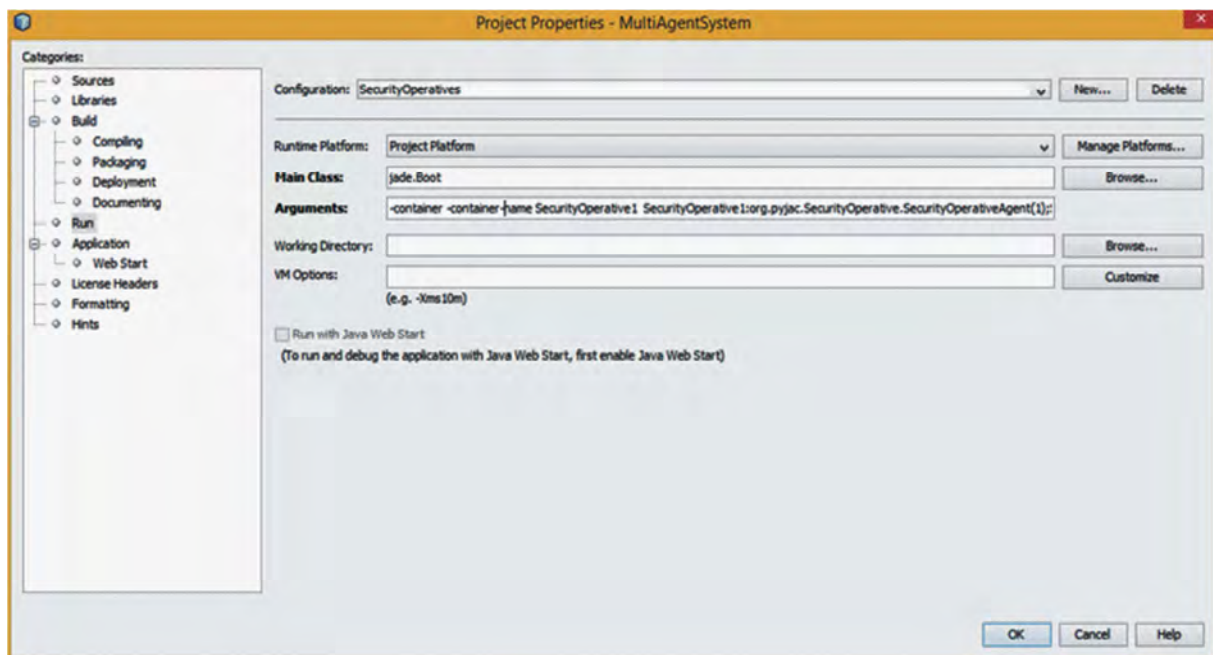 Project Properties - MultiAgentSystem
Categories:
Sources
Libraries
Build
Compiling
Packaging
Deployment
Documenting
Run
Application
Web Start
License Headers
Formatting
Hints
Configuration: SecurityOperatives New... Delete
Runtime Platform: Project Platform Manage Platforms...
Main Class: jade.Boot Browse...
Arguments: -container -container-name SecurityOperative1 SecurityOperative1:org.pyjac.SecurityOperative.SecurityOperativeAgent(1);
Working Directory: Browse...
VM Options: Customize
(e.g. -Xms10m)
Run with Java Web Start
(To run and debug the application with Java Web Start, first enable Java Web Start)
OK Cancel Help